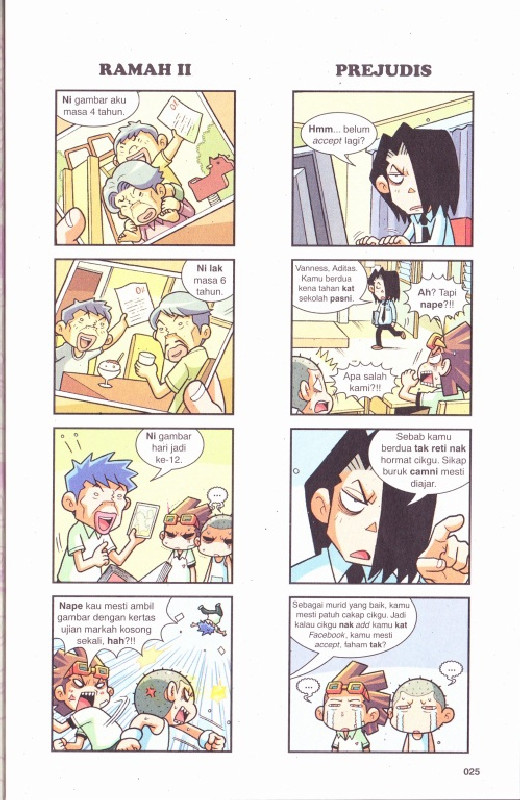 RAMAH II
Ni gambar aku
masa 4 tahun.
0/
Ni lak
masa 6
tahun.
0/
Ni gambar
hari jadi
ke-12.
...
Nape kau mesti ambil
gambar dengan kertas
ujian markah kosong
sekali, hah?!!
PREJUDIS
Hmm... belum
accept lagi?
Vanness, Aditas.
Kamu berdua
kena tahan kat
sekolah pasni.
Ah? Tapi
nape?!!
Apa salah
kami?!!
Sebab kamu
berdua tak reti nak
hormat cikgu. Sikap
buruk camni mesti
diajar.
Sebagai murid yang baik, kamu
mesti patuh cakap cikgu. Jadi
kalau cikgu nak add kamu kat
Facebook, kamu mesti
accept, faham tak?
...
...
025